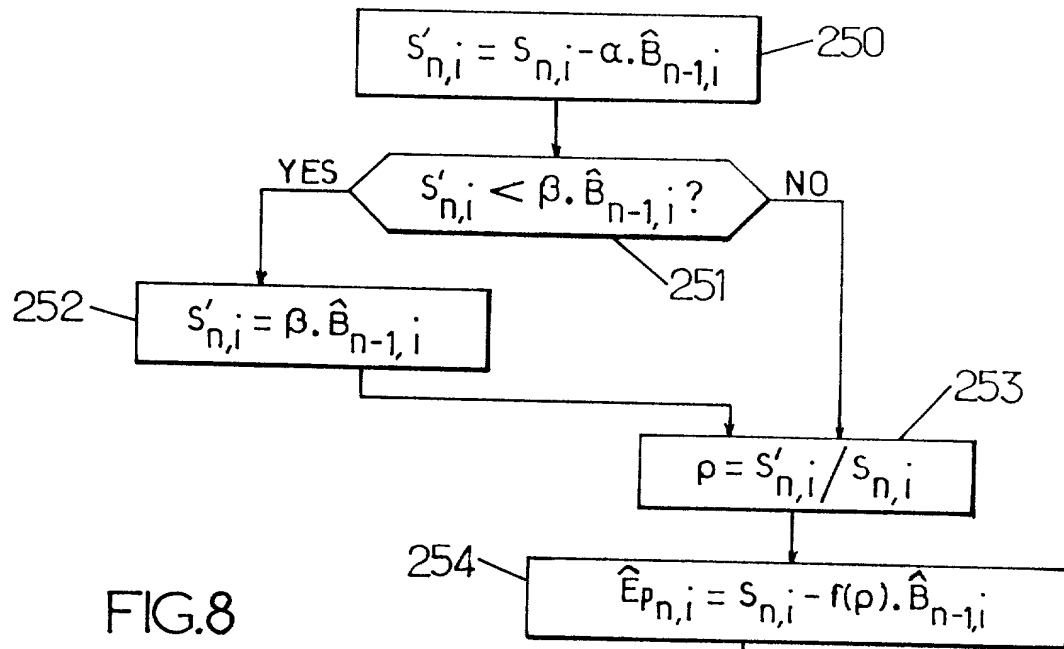 S'n,i = Sn,i - α.B̂n-1,i
250
YES
S'n,i < β.B̂n-1,i ?
NO
251
252
S'n,i = β.B̂n-1,i
253
ρ = S'n,i / Sn,i
254
Êpn,i = Sn,i - f(ρ).B̂n-1,i
FIG.8